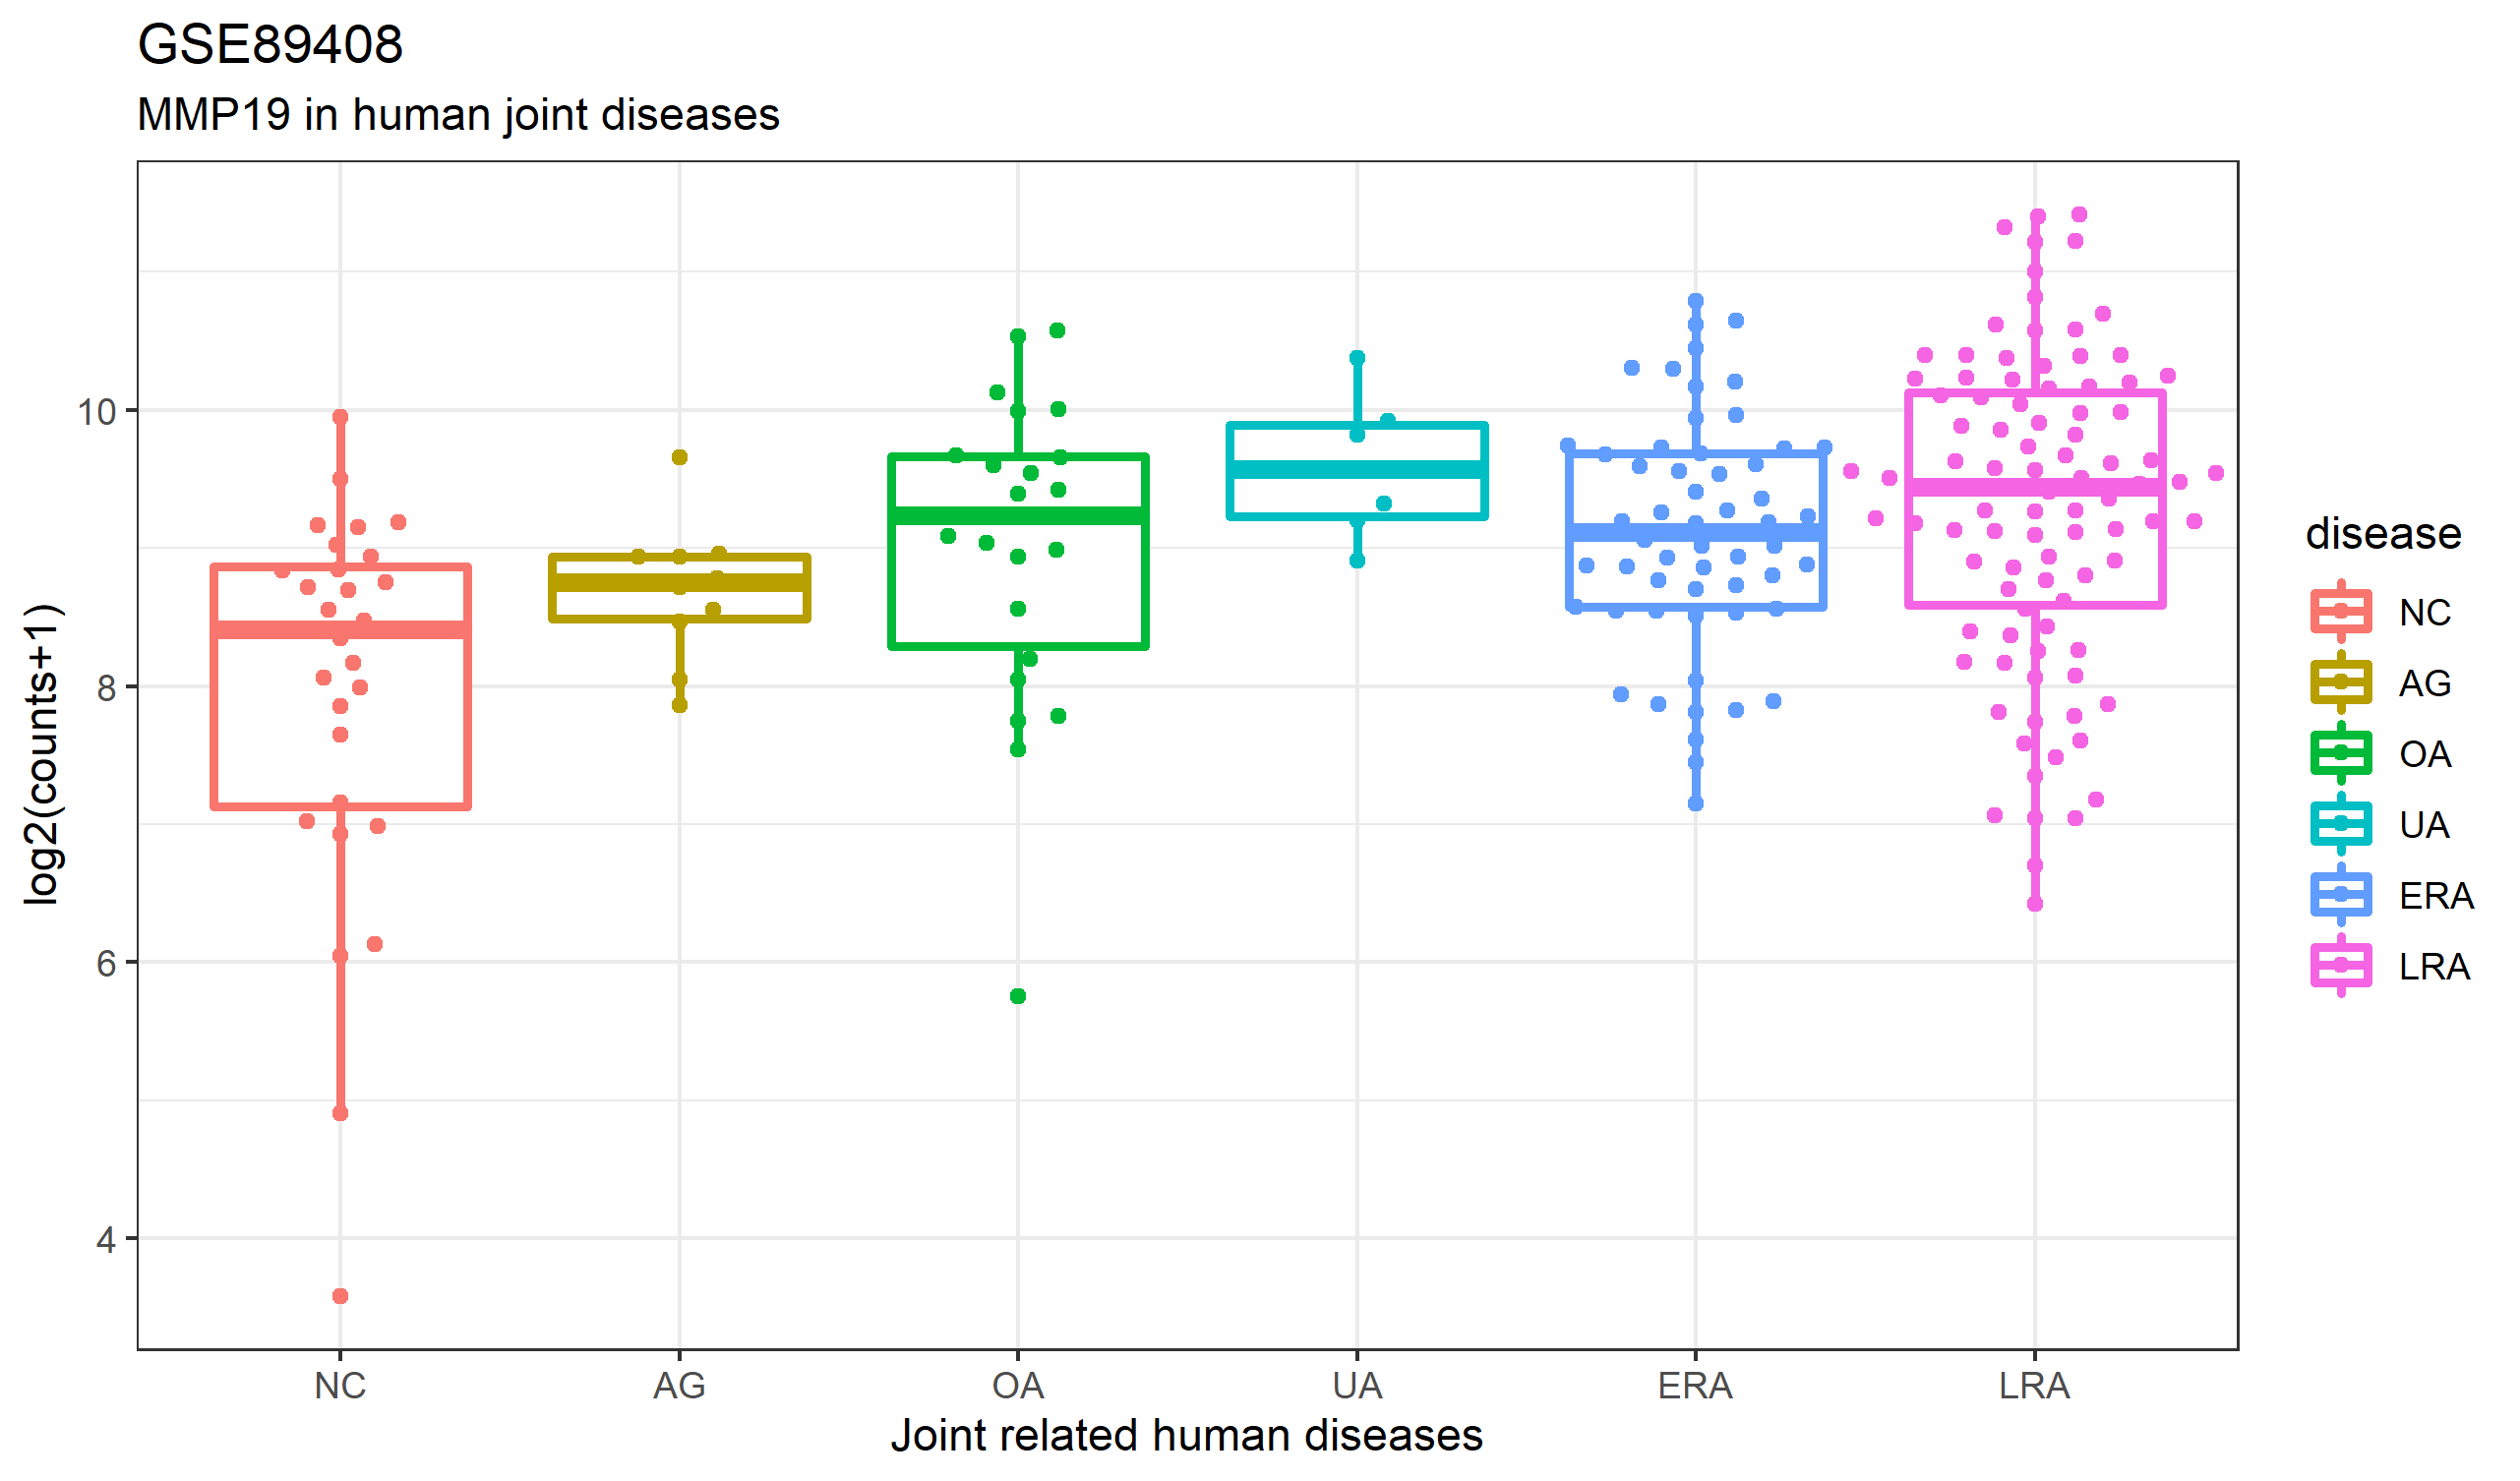 GSE89408
MMP19 in human joint diseases
log2(counts+1)
10
8
6
4
NC
AG
OA
UA
ERA
LRA
Joint related human diseases
disease
NC
AG
OA
UA
ERA
LRA